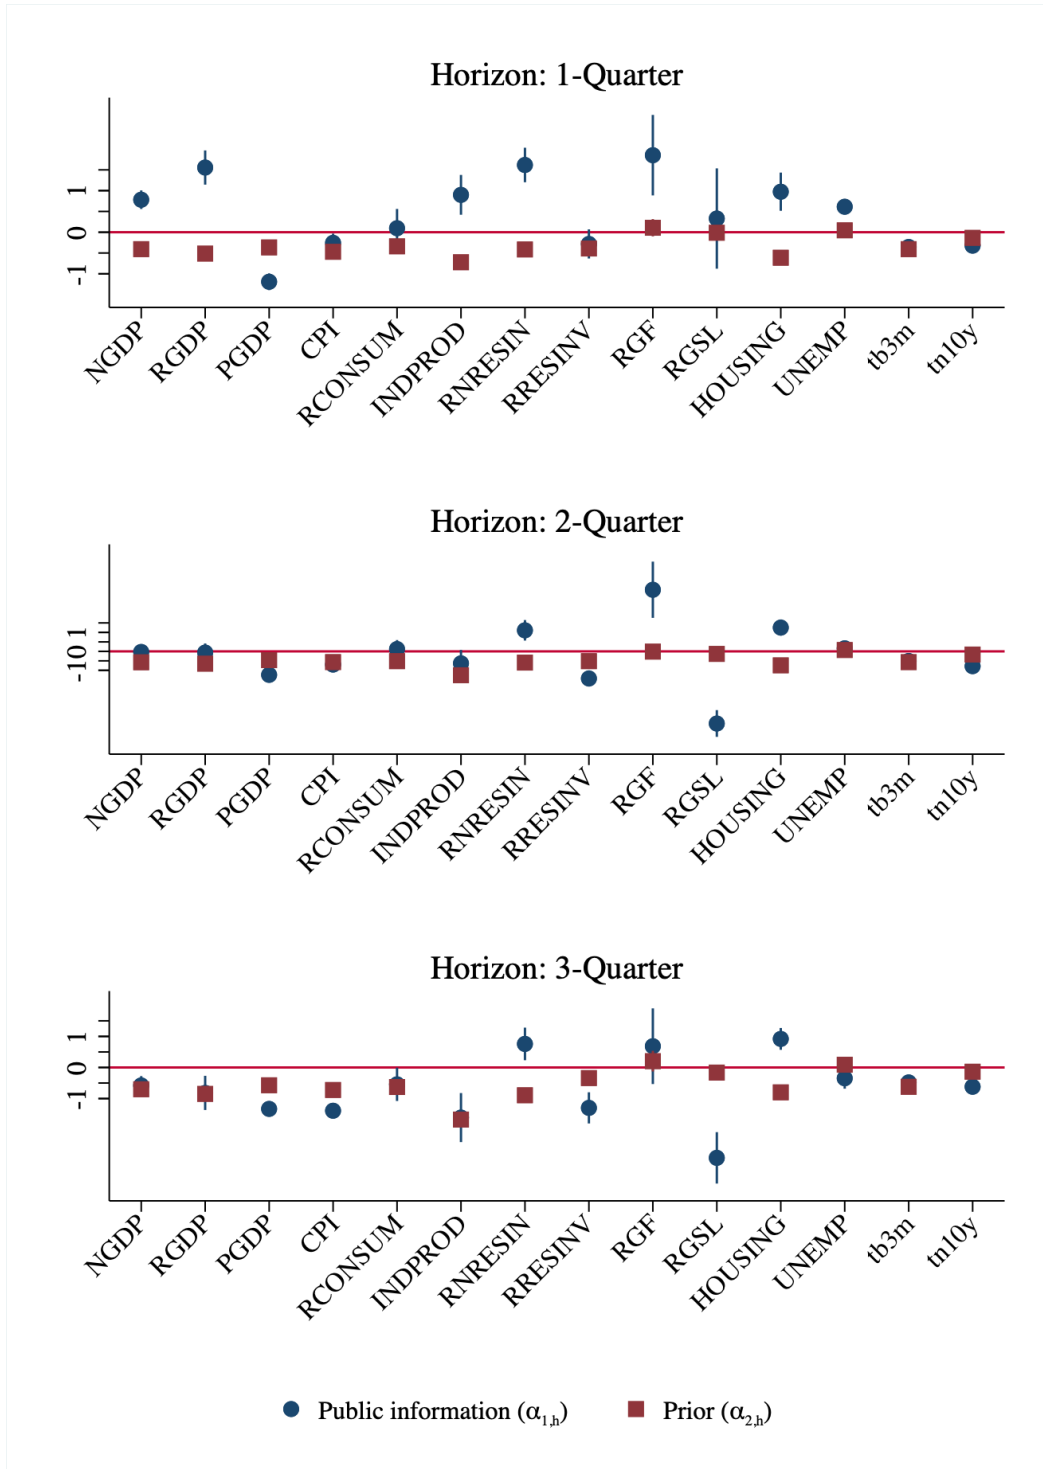 Horizon: 1-Quarter
1
0
-1
NGDP
RGDP
PGDP
CPI
RCONSUM
INDPROD
RNRESIN
RRESINV
RGF
RGSL
HOUSING
UNEMP
tb3m
tn10y
Horizon: 2-Quarter
1
0
-1
NGDP
RGDP
PGDP
CPI
RCONSUM
INDPROD
RNRESIN
RRESINV
RGF
RGSL
HOUSING
UNEMP
tb3m
tn10y
Horizon: 3-Quarter
1
0
-1
NGDP
RGDP
PGDP
CPI
RCONSUM
INDPROD
RNRESIN
RRESINV
RGF
RGSL
HOUSING
UNEMP
tb3m
tn10y
Public information (α1,h) Prior (α2,h)